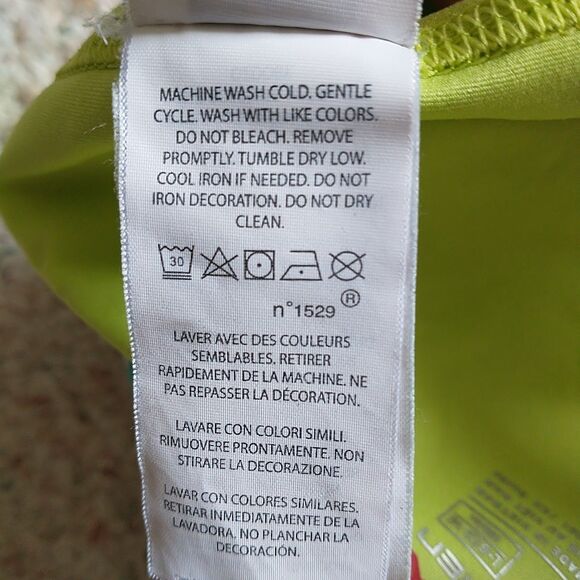 MACHINE WASH COLD. GENTLE
CYCLE. WASH WITH LIKE COLORS.
DO NOT BLEACH. REMOVE
PROMPTLY. TUMBLE DRY LOW.
COOL IRON IF NEEDED. DO NOT
IRON DECORATION. DO NOT DRY
CLEAN.
30
n°1529 ®
LAVER AVEC DES COULEURS
SEMBLABLES. RETIRER
RAPIDEMENT DE LA MACHINE. NE
PAS REPASSER LA DÉCORATION.
LAVARE CON COLORI SIMILI.
RIMUOVERE PRONTAMENTE. NON
STIRARE LA DECORAZIONE.
LAVAR CON COLORES SIMILARES.
RETIRAR INMEDIATAMENTE DE LA
LAVADORA. NO PLANCHAR LA
DECORACIÓN.